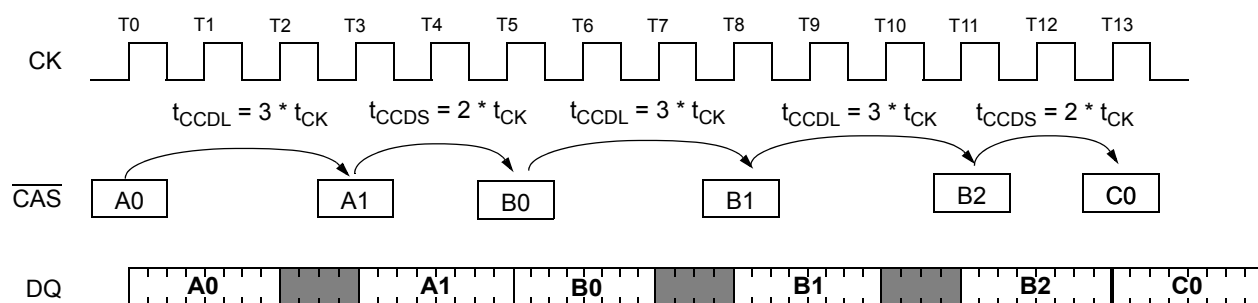 T0 T1 T2 T3 T4 T5 T6 T7 T8 T9 T10 T11 T12 T13
CK
tCCDL = 3 * tCK tCCDS = 2 * tCK tCCDL = 3 * tCK tCCDL = 3 * tCK tCCDS = 2 * tCK
CAS A0 A1 B0 B1 B2 C0
DQ A0 A1 B0 B1 B2 C0